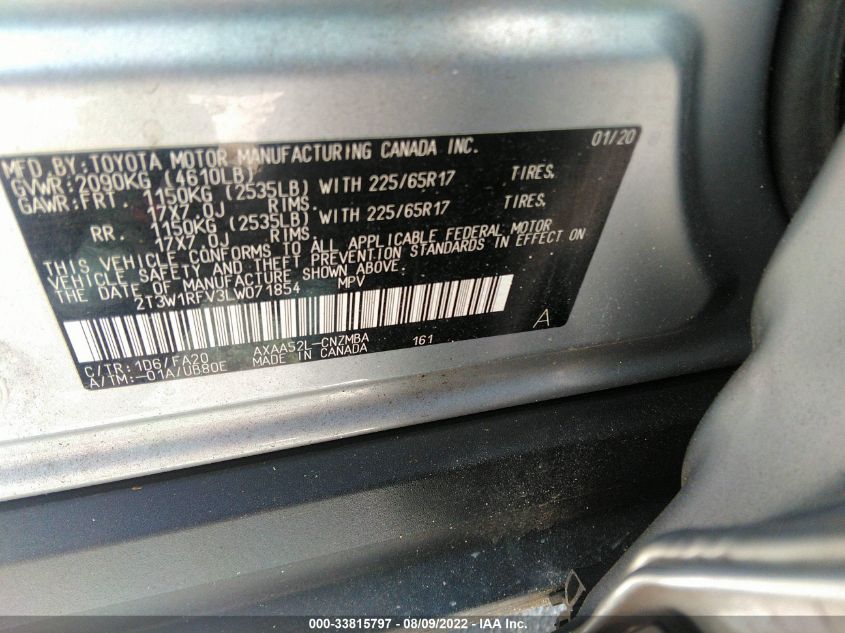 MFD.BY:TOYOTA MOTOR MANUFACTURING CANADA INC. 01/20
GVWR:2090KG (4610LB)
GAWR:FRT. 1150KG (2535LB) WITH 225/65R17 TIRES.
17X7.0J RIMS.
RR. 1150KG (2535LB) WITH 225/65R17 TIRES.
17X7.0J RIMS
THIS VEHICLE CONFORMS TO ALL APPLICABLE FEDERAL MOTOR
VEHICLE SAFETY AND THEFT PREVENTION STANDARDS IN EFFECT ON
THE DATE OF MANUFACTURE SHOWN ABOVE.
2T3W1RFV3LW071854 MPV
A
C/TR:1D6/FA20 AXAA52L-CNZMBA 161
A/TM:-01A/U680E MADE IN CANADA
000-33815797 - 08/09/2022 - IAA Inc.